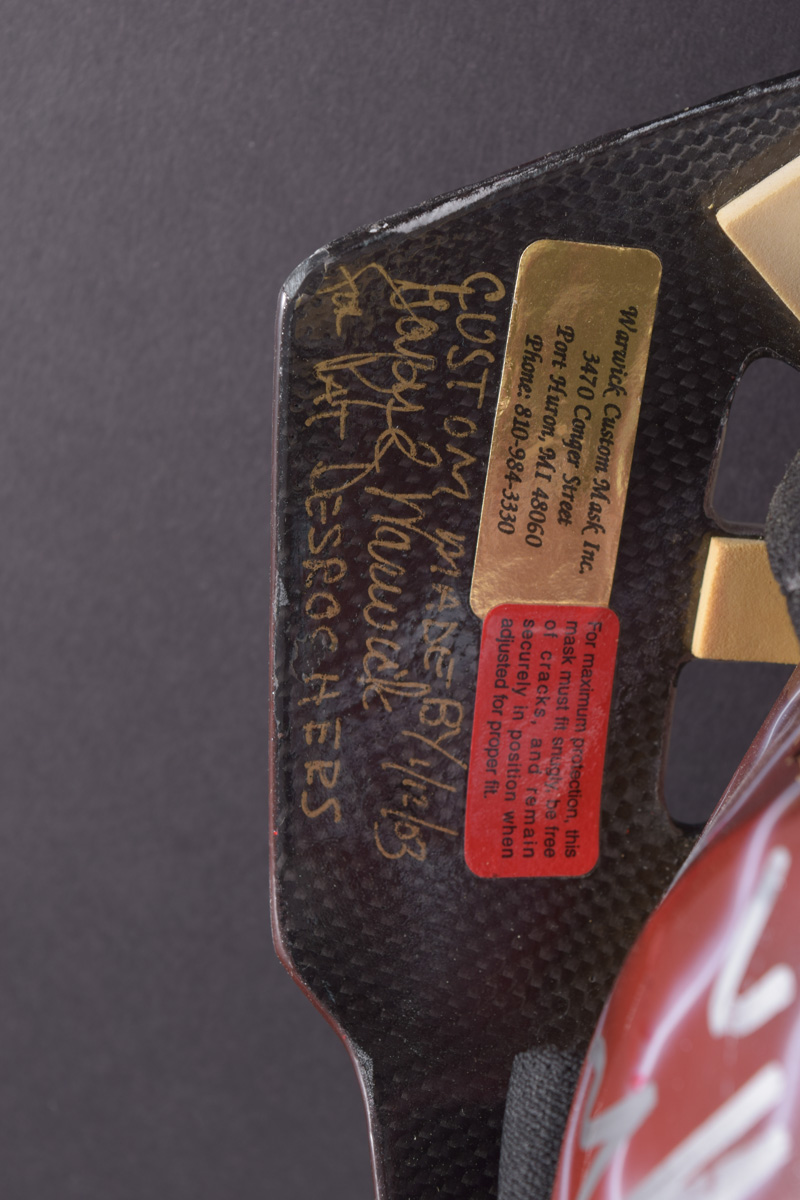 Warwick Custom Mask Inc.
3470 Conger Street
Port Huron, MI 48060
Phone: 810-984-3330
For maximum protection, this
mask must fit snugly, be free
of cracks, and remain
securely in position when
adjusted for proper fit.
CUSTOM MADE BY 1/12/03
Warwick
FOR PAT DESROCHERS